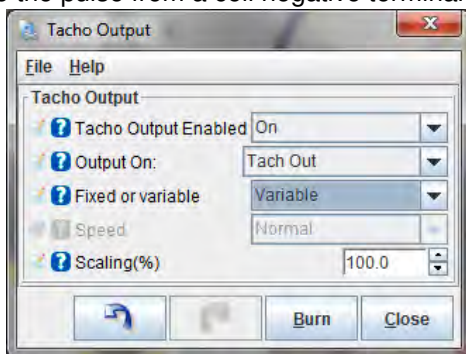 the pulse from a coil negative terminal
Tacho Output
File Help
Tacho Output
Tacho Output Enabled On
Output On: Tach Out
Fixed or variable Variable
Speed Normal
Scaling(%) 100.0
Burn Close